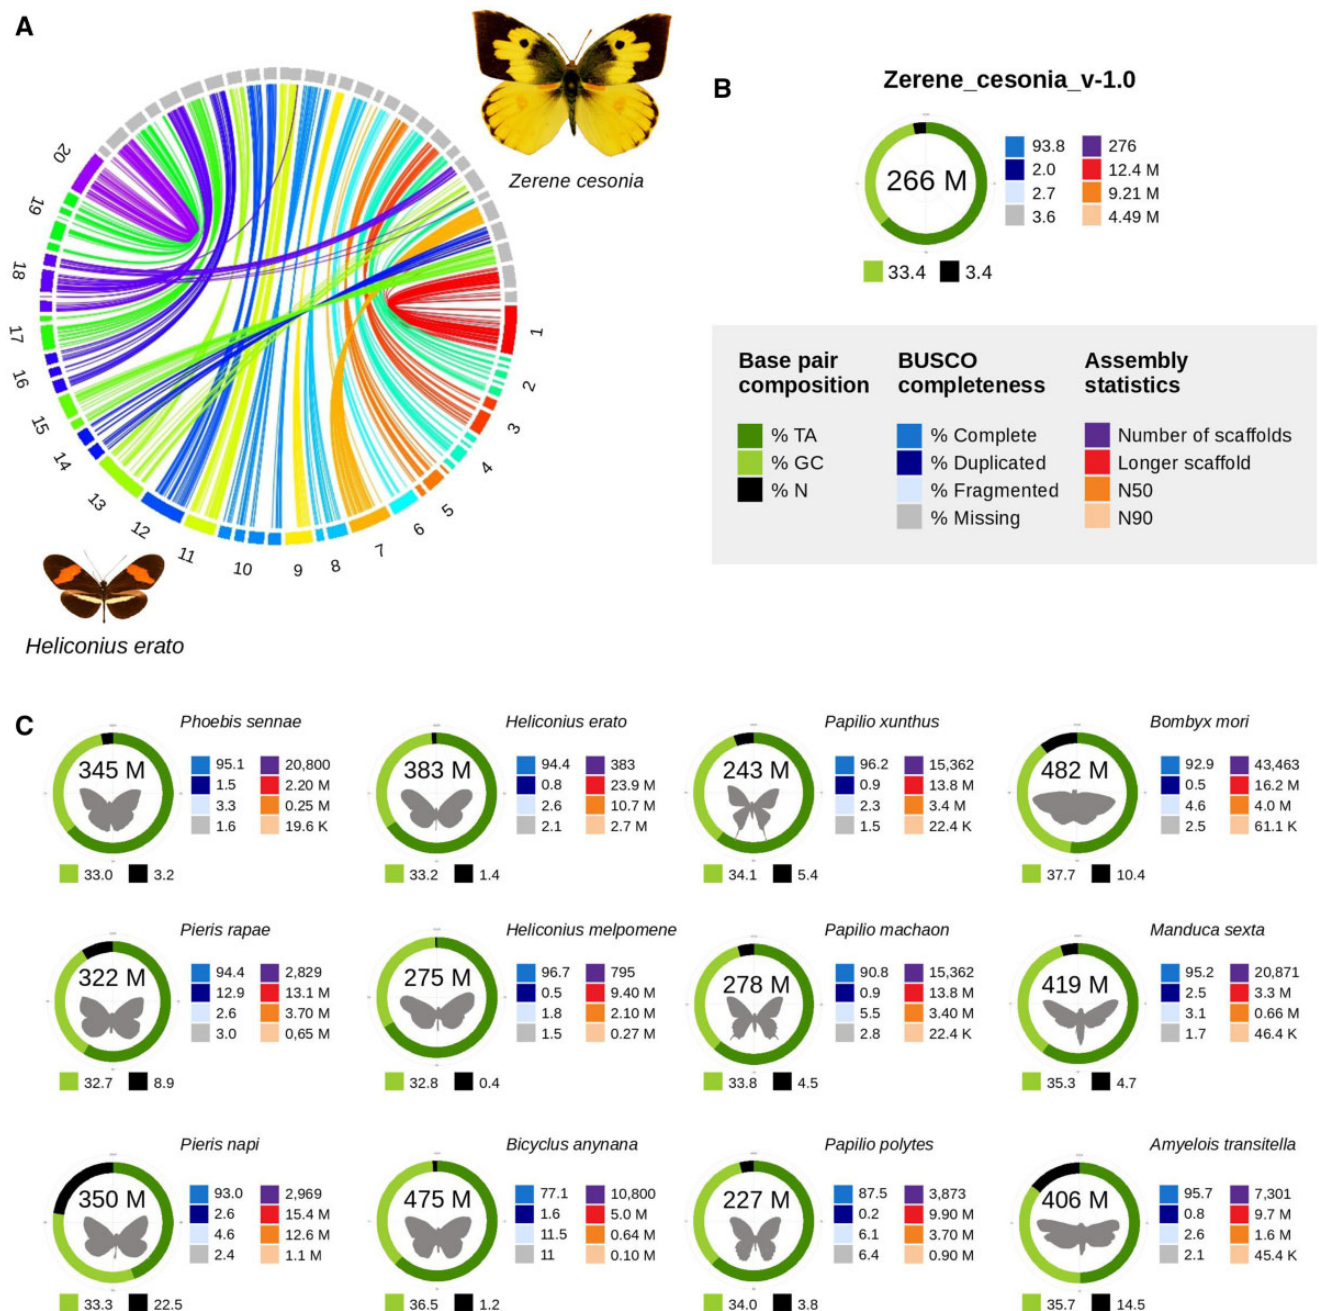 A
Zerene cesonia
20
19
18
17
16
15
14
13
12
11
10
9
8
7
6
5
4
3
2
1
Heliconius erato
B
Zerene_cesonia_v-1.0
266 M
93.8 276
2.0 12.4 M
2.7 9.21 M
3.6 4.49 M
33.4 3.4
Base pair composition
% TA
% GC
% N
BUSCO completeness
% Complete
% Duplicated
% Fragmented
% Missing
Assembly statistics
Number of scaffolds
Longer scaffold
N50
N90
C
Phoebis sennae
345 M
95.1 20,800
1.5 2.20 M
3.3 0.25 M
1.6 19.6 K
33.0 3.2
Heliconius erato
383 M
94.4 383
0.8 23.9 M
2.6 10.7 M
2.1 2.7 M
33.2 1.4
Papilio xunthus
243 M
96.2 15,362
0.9 13.8 M
2.3 3.4 M
1.5 22.4 K
34.1 5.4
Bombyx mori
482 M
92.9 43,463
0.5 16.2 M
4.6 4.0 M
2.5 61.1 K
37.7 10.4
Pieris rapae
322 M
94.4 2,829
12.9 13.1 M
2.6 3.70 M
3.0 0,65 M
32.7 8.9
Heliconius melpomene
275 M
96.7 795
0.5 9.40 M
1.8 2.10 M
1.5 0.27 M
32.8 0.4
Papilio machaon
278 M
90.8 15,362
0.9 13.8 M
5.5 3.40 M
2.8 22.4 K
33.8 4.5
Manduca sexta
419 M
95.2 20,871
2.5 3.3 M
3.1 0.66 M
1.7 46.4 K
35.3 4.7
Pieris napi
350 M
93.0 2,969
2.6 15.4 M
4.6 12.6 M
2.4 1.1 M
33.3 22.5
Bicyclus anynana
475 M
77.1 10,800
1.6 5.0 M
11.5 0.64 M
11 0.10 M
36.5 1.2
Papilio polytes
227 M
87.5 3,873
0.2 9.90 M
6.1 3.70 M
6.4 0.90 M
34.0 3.8
Amyelois transitella
406 M
95.7 7,301
0.8 9.7 M
2.6 1.6 M
2.1 45.4 K
35.7 14.5